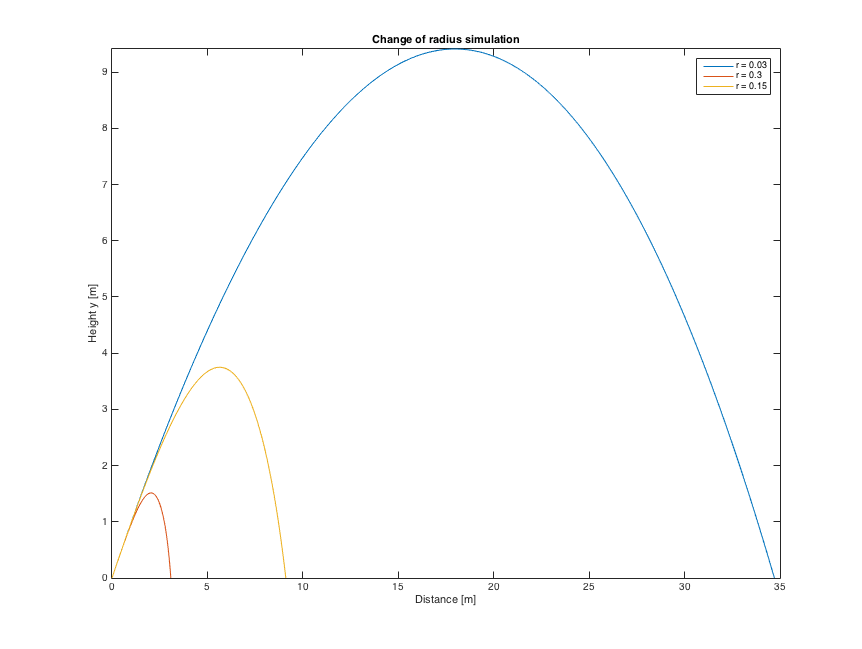 Change of radius simulation
r = 0.03
r = 0.3
r = 0.15
Height y [m]
9
8
7
6
5
4
3
2
1
0
0 5 10 15 20 25 30 35
Distance [m]